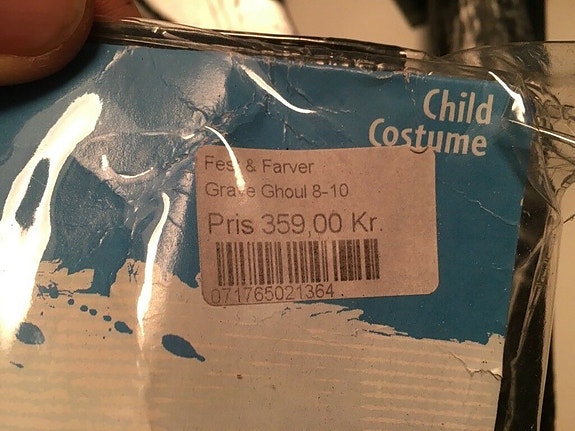 Child
Costume
Fest & Farver
Grave Ghoul 8-10
Pris 359,00 Kr.
071765021364